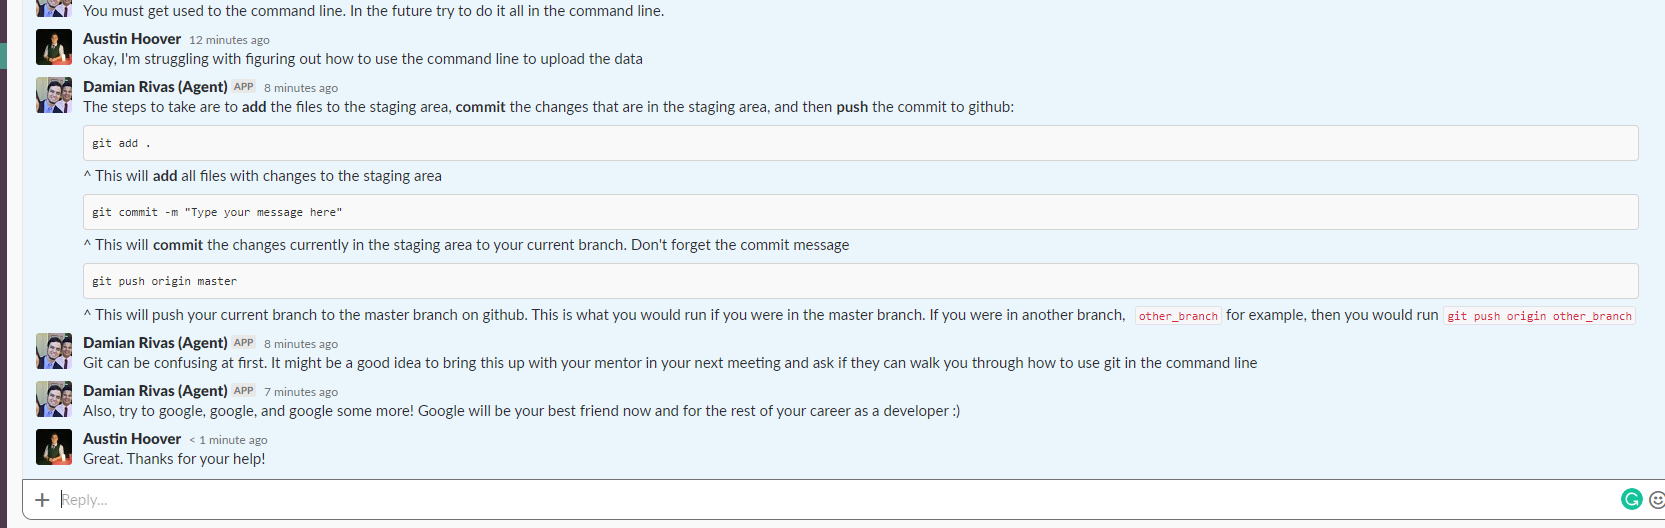 You must get used to the command line. In the future try to do it all in the command line.
Austin Hoover 12 minutes ago
okay, I'm struggling with figuring out how to use the command line to upload the data
Damian Rivas (Agent) APP 8 minutes ago
The steps to take are to add the files to the staging area, commit the changes that are in the staging area, and then push the commit to github:
git add .
^ This will add all files with changes to the staging area
git commit -m "Type your message here"
^ This will commit the changes currently in the staging area to your current branch. Don't forget the commit message
git push origin master
^ This will push your current branch to the master branch on github. This is what you would run if you were in the master branch. If you were in another branch, other_branch for example, then you would run git push origin other_branch
Damian Rivas (Agent) APP 8 minutes ago
Git can be confusing at first. It might be a good idea to bring this up with your mentor in your next meeting and ask if they can walk you through how to use git in the command line
Damian Rivas (Agent) APP 7 minutes ago
Also, try to google, google, and google some more! Google will be your best friend now and for the rest of your career as a developer :)
Austin Hoover < 1 minute ago
Great. Thanks for your help!
Reply...